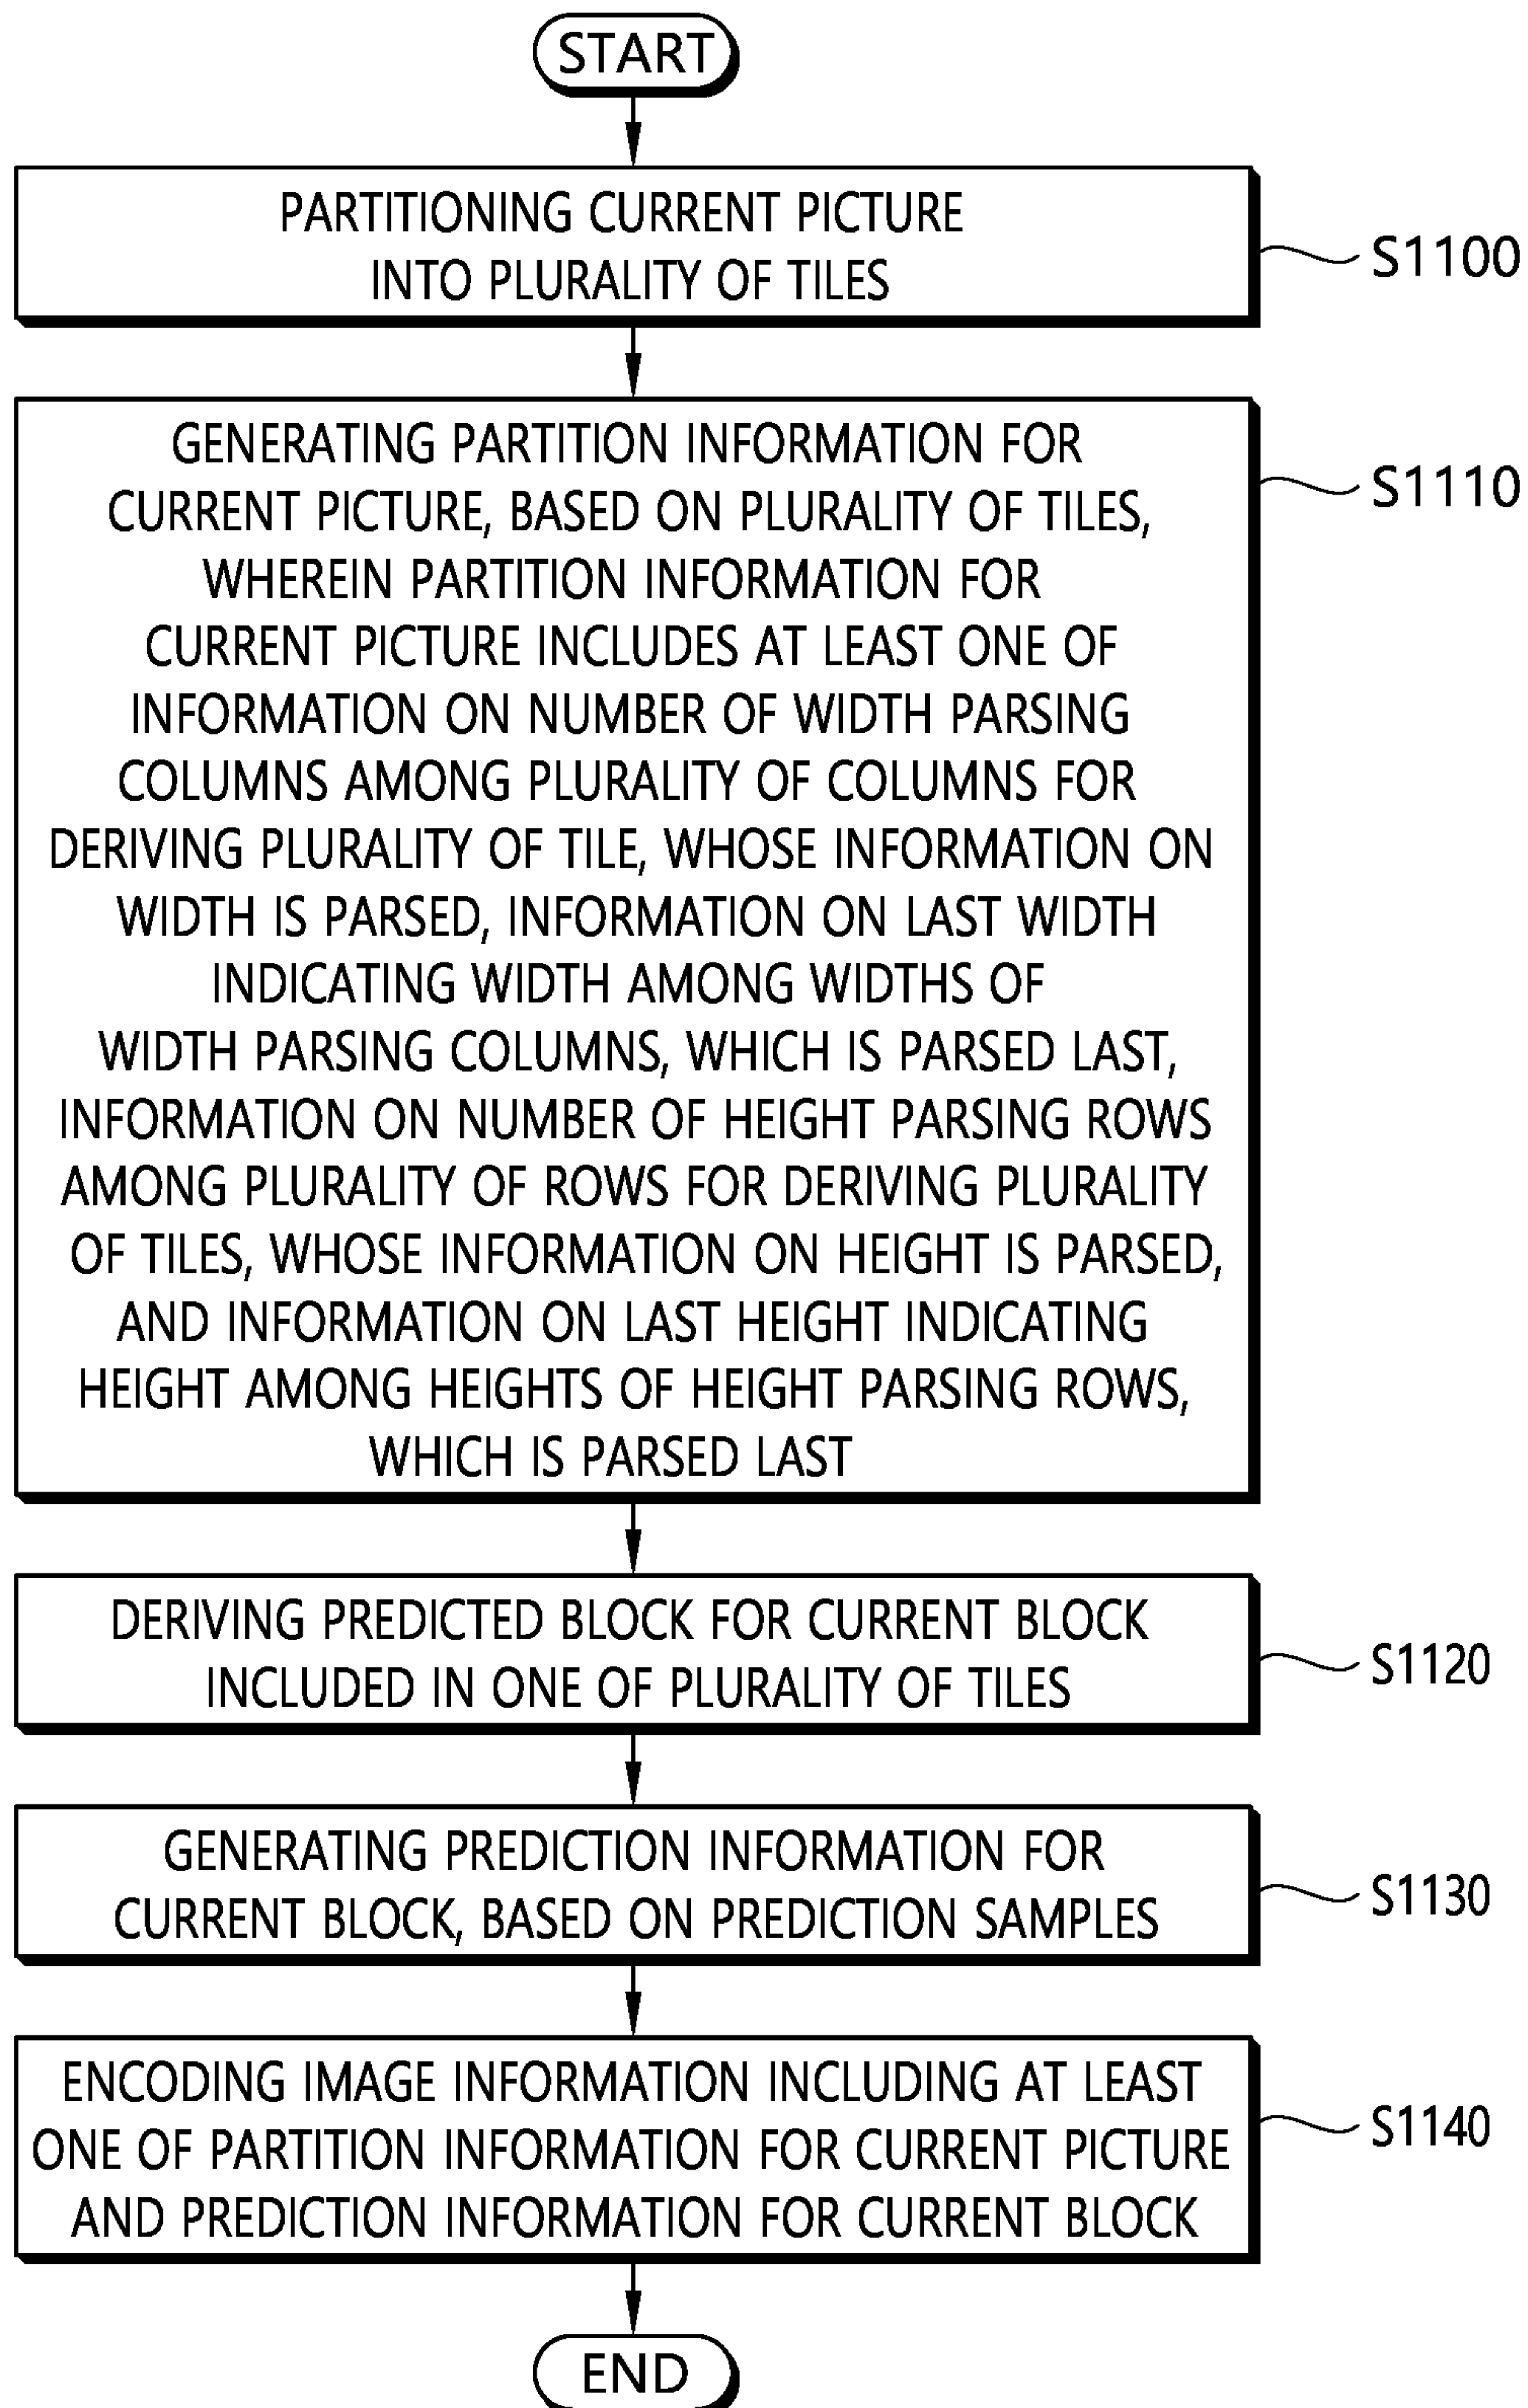 START
PARTITIONING CURRENT PICTURE
INTO PLURALITY OF TILES
S1100
GENERATING PARTITION INFORMATION FOR
CURRENT PICTURE, BASED ON PLURALITY OF TILES,
WHEREIN PARTITION INFORMATION FOR
CURRENT PICTURE INCLUDES AT LEAST ONE OF
INFORMATION ON NUMBER OF WIDTH PARSING
COLUMNS AMONG PLURALITY OF COLUMNS FOR
DERIVING PLURALITY OF TILE, WHOSE INFORMATION ON
WIDTH IS PARSED, INFORMATION ON LAST WIDTH
INDICATING WIDTH AMONG WIDTHS OF
WIDTH PARSING COLUMNS, WHICH IS PARSED LAST,
INFORMATION ON NUMBER OF HEIGHT PARSING ROWS
AMONG PLURALITY OF ROWS FOR DERIVING PLURALITY
OF TILES, WHOSE INFORMATION ON HEIGHT IS PARSED,
AND INFORMATION ON LAST HEIGHT INDICATING
HEIGHT AMONG HEIGHTS OF HEIGHT PARSING ROWS,
WHICH IS PARSED LAST
S1110
DERIVING PREDICTED BLOCK FOR CURRENT BLOCK
INCLUDED IN ONE OF PLURALITY OF TILES
S1120
GENERATING PREDICTION INFORMATION FOR
CURRENT BLOCK, BASED ON PREDICTION SAMPLES
S1130
ENCODING IMAGE INFORMATION INCLUDING AT LEAST
ONE OF PARTITION INFORMATION FOR CURRENT PICTURE
AND PREDICTION INFORMATION FOR CURRENT BLOCK
S1140
END